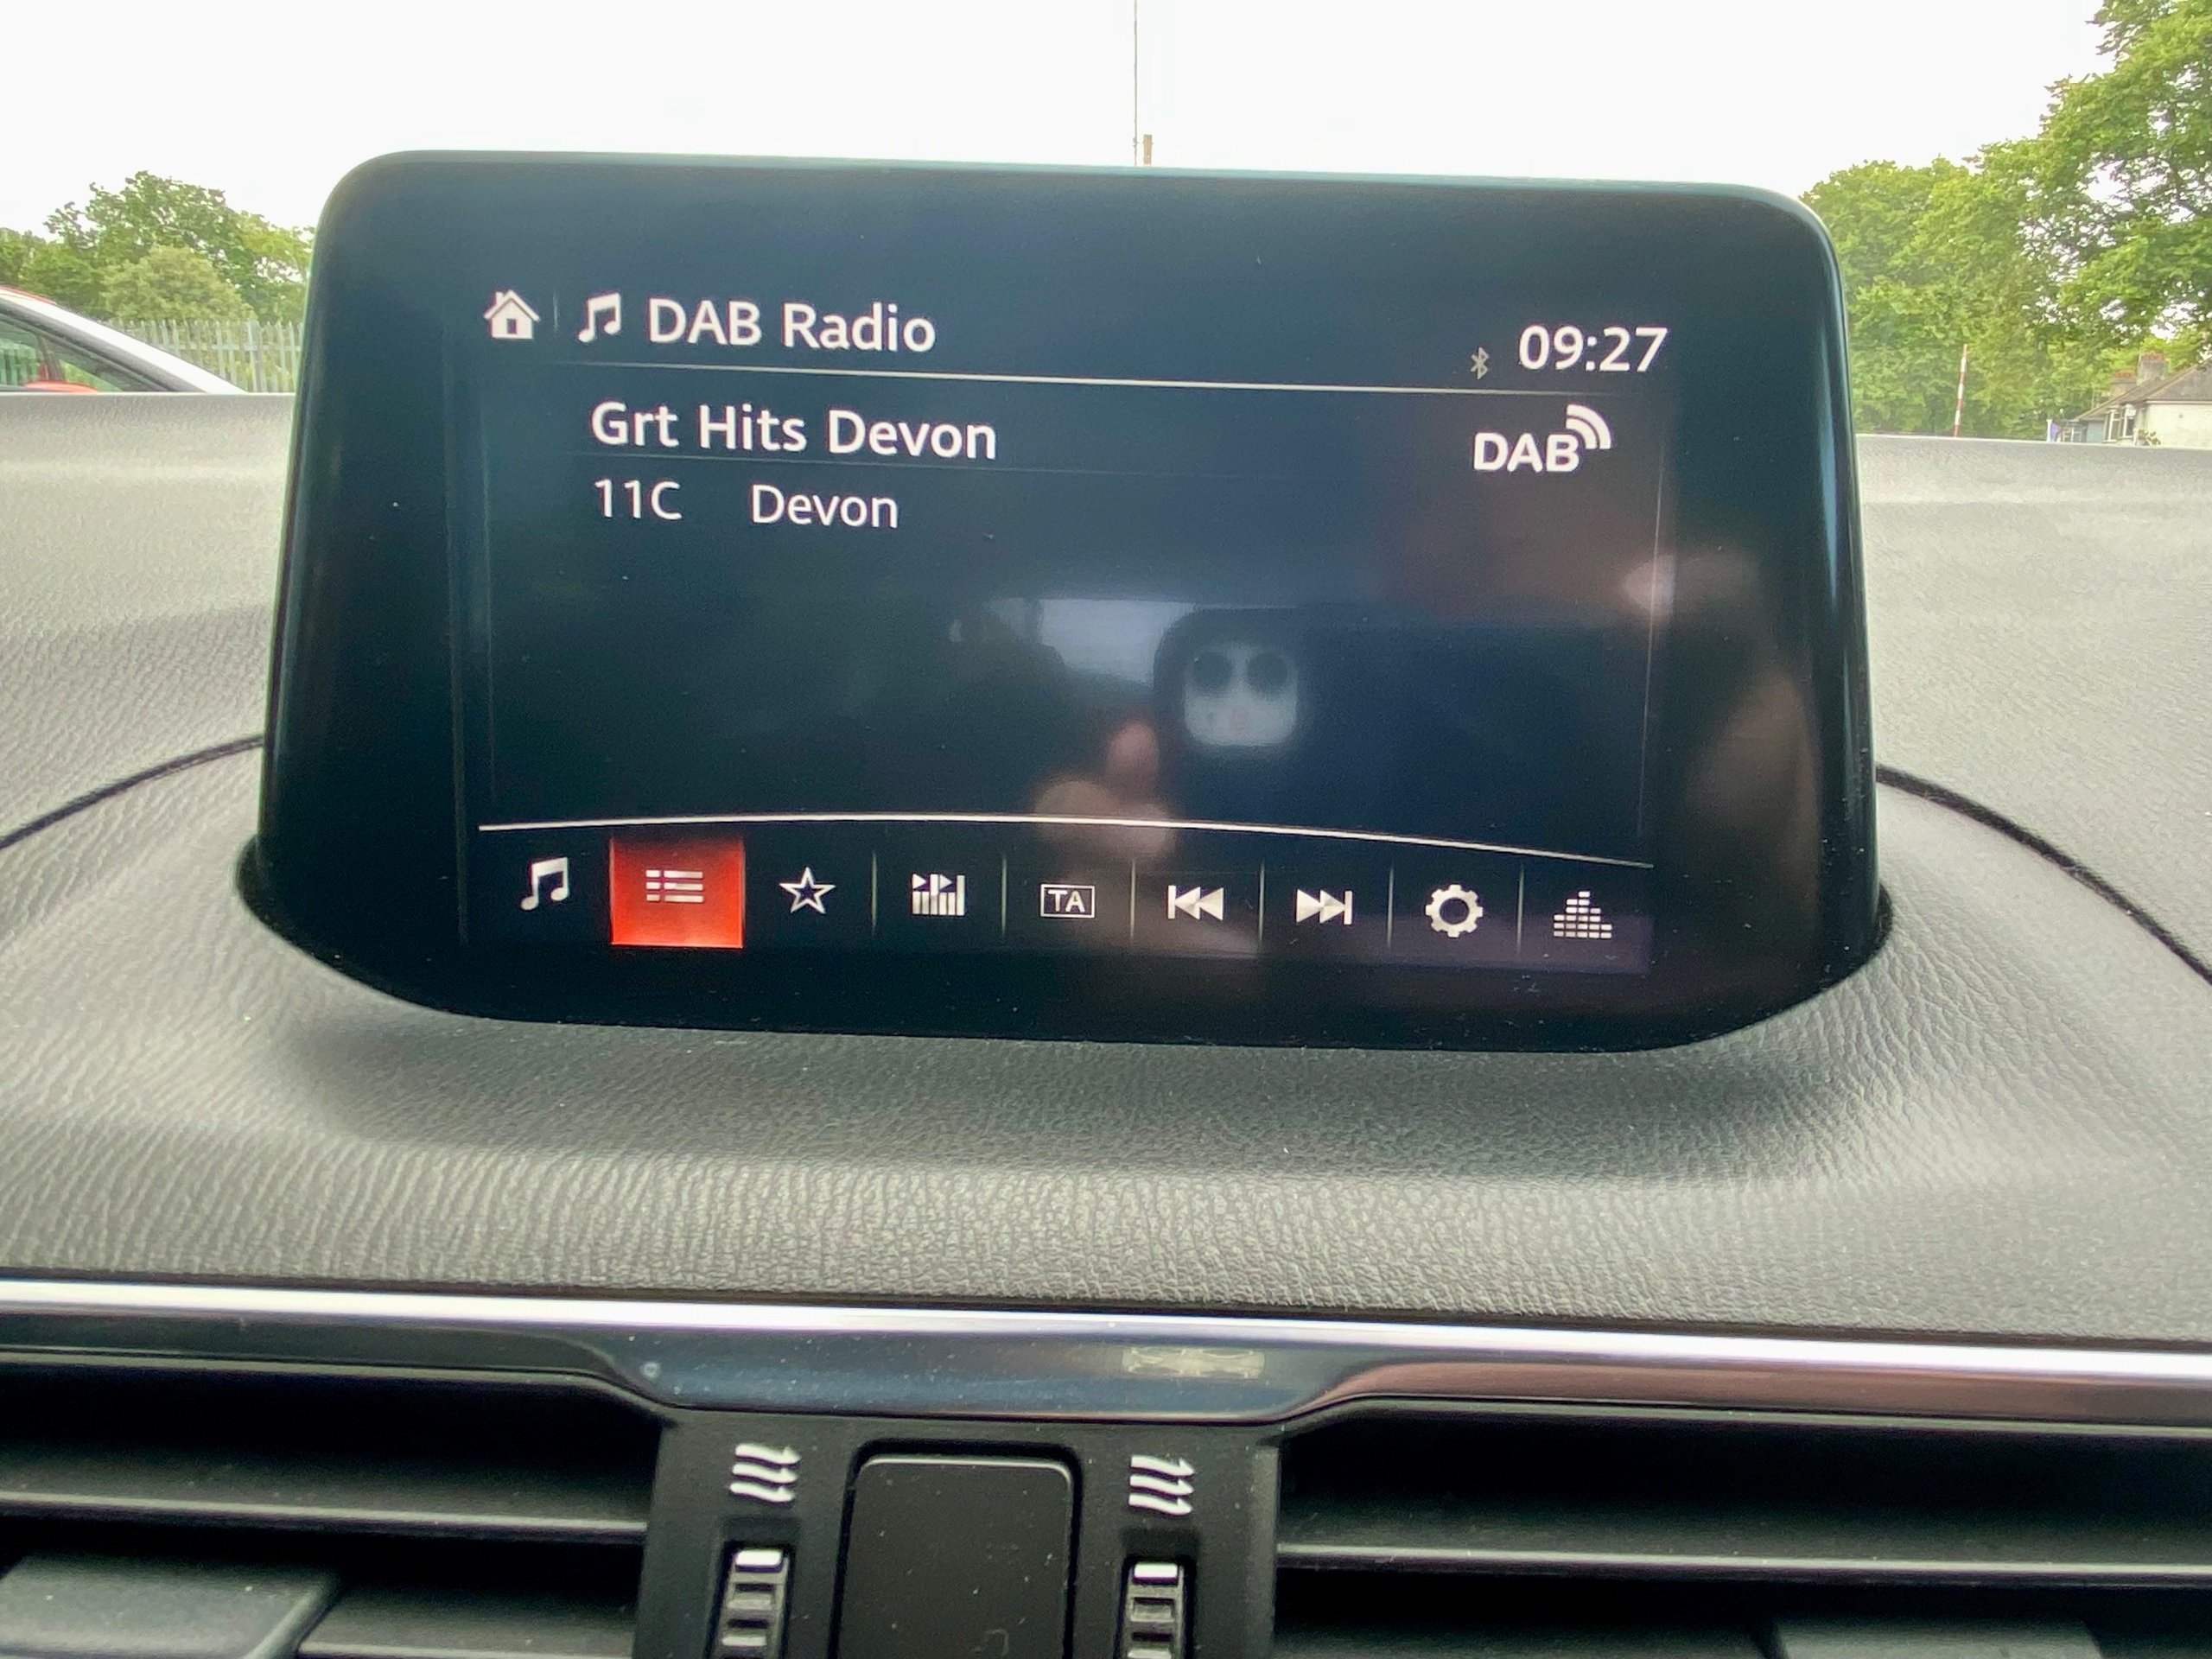 DAB Radio
09:27
Grt Hits Devon
DAB
11C Devon
TA